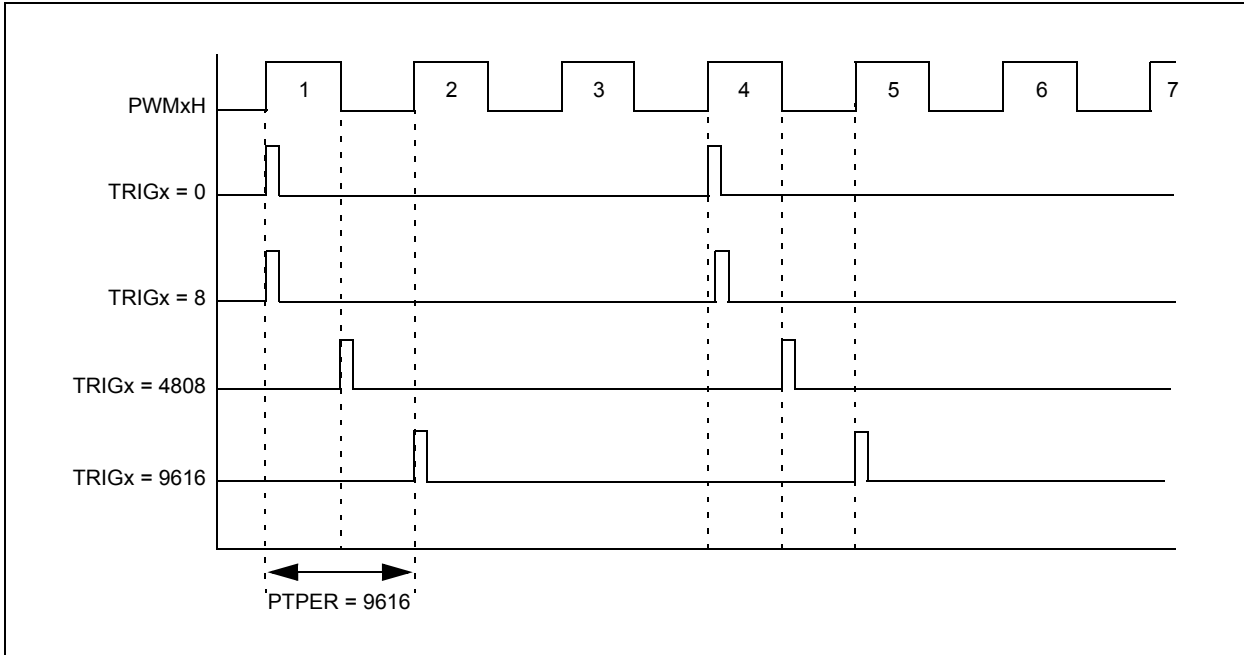 1
2
3
4
5
6
7
PWMxH
TRIGx = 0
TRIGx = 8
TRIGx = 4808
TRIGx = 9616
PTPER = 9616